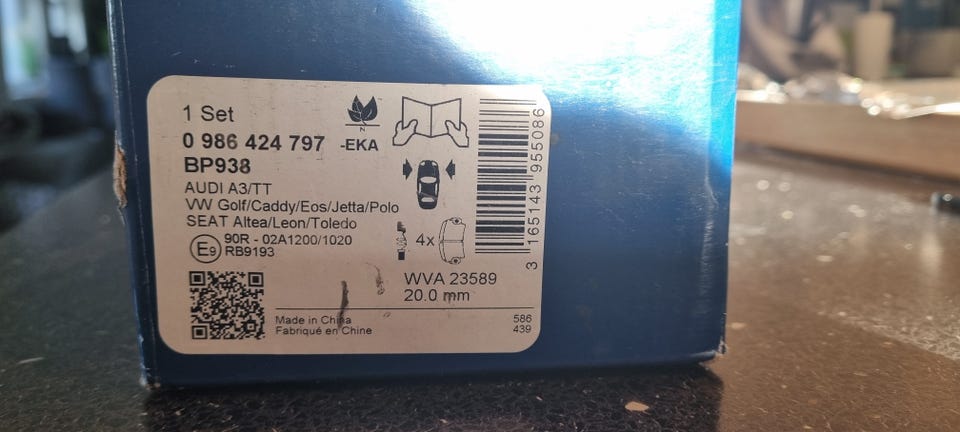 1 Set
0 986 424 797 -EKA
BP938
AUDI A3/TT
VW Golf/Caddy/Eos/Jetta/Polo
SEAT Altea/Leon/Toledo
E9 90R - 02A1200/1020
RB9193
N
4x
3 165143 955086
WVA 23589
20.0 mm
Made in China
Fabriqué en Chine
586
439